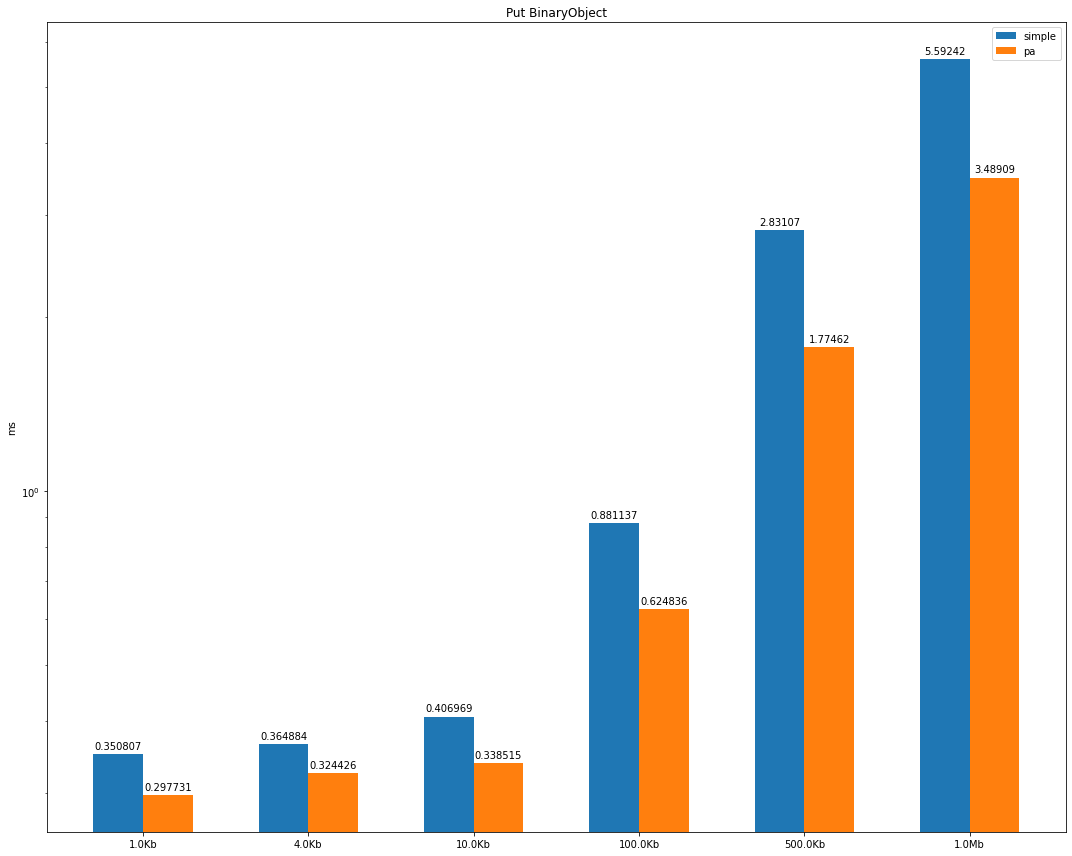 Put BinaryObject
simple
pa
5.59242
3.48909
2.83107
1.77462
ms
10⁰
0.881137
0.624836
0.406969
0.338515
0.364884
0.324426
0.350807
0.297731
1.0Kb 4.0Kb 10.0Kb 100.0Kb 500.0Kb 1.0Mb